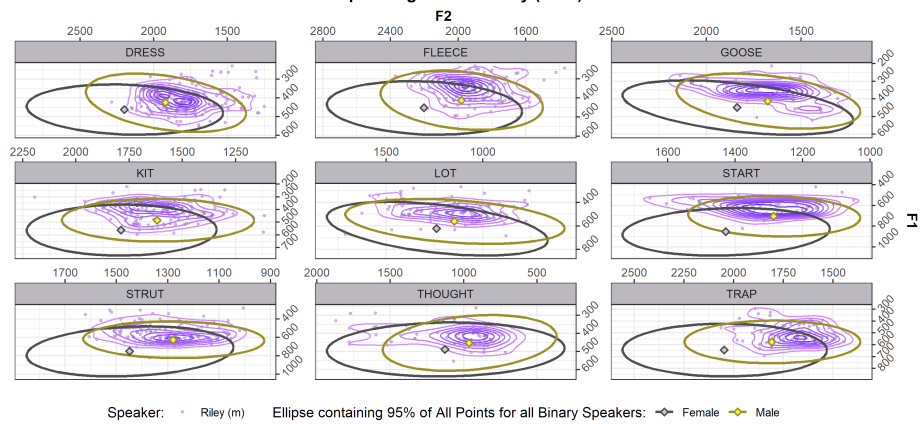 F2
2500 2000 1500
2800 2400 2000 1600
2000 1500
DRESS FLEECE GOOSE
300 400 500 600
300 400 500 600
200 300 400 500 600
2250 2000 1750 1500 1250
1500 1000
1600 1400 1200 1000
KIT LOT START
200 300 400 500 600 700
400 600 800
400 600 800 1000
F1
1700 1500 1300 1100 900
2000 1500 1000 500
2500 2250 2000 1750 1500
STRUT THOUGHT TRAP
400 600 800 1000
300 400 500 600
300 400 500 600 700 800
Speaker: Riley (m) Ellipse containing 95% of All Points for all Binary Speakers: Female Male